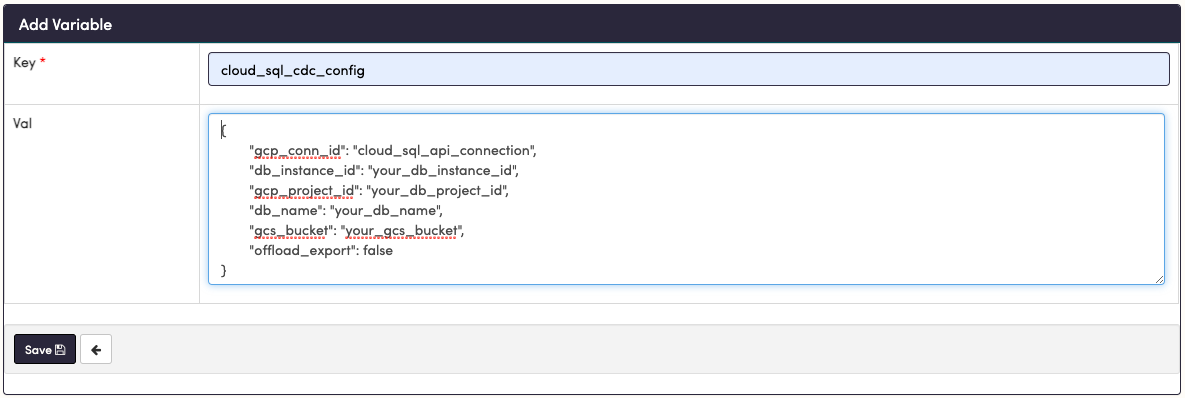 Add Variable
Key *
cloud_sql_cdc_config
Val
{
"gcp_conn_id": "cloud_sql_api_connection",
"db_instance_id": "your_db_instance_id",
"gcp_project_id": "your_db_project_id",
"db_name": "your_db_name",
"gcs_bucket": "your_gcs_bucket",
"offload_export": false
}
Save